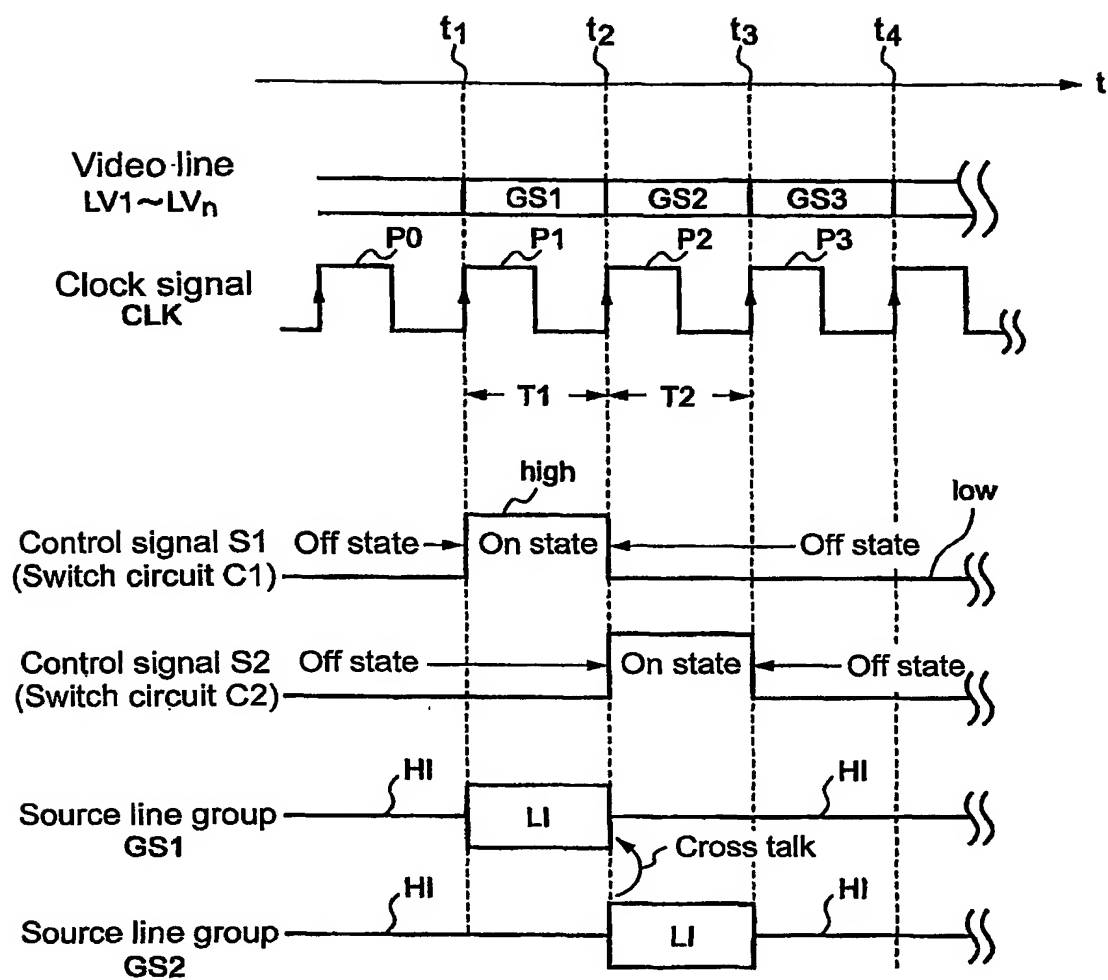 t1 t2 t3 t4
t
Video line
LV1~LVn
GS1 GS2 GS3
P0 P1 P2 P3
Clock signal
CLK
T1 T2
high
low
Control signal S1
(Switch circuit C1)
Off state On state Off state
Control signal S2
(Switch circuit C2)
Off state On state Off state
HI HI
Source line group
GS1
LI
Cross talk
HI HI
Source line group
GS2
LI